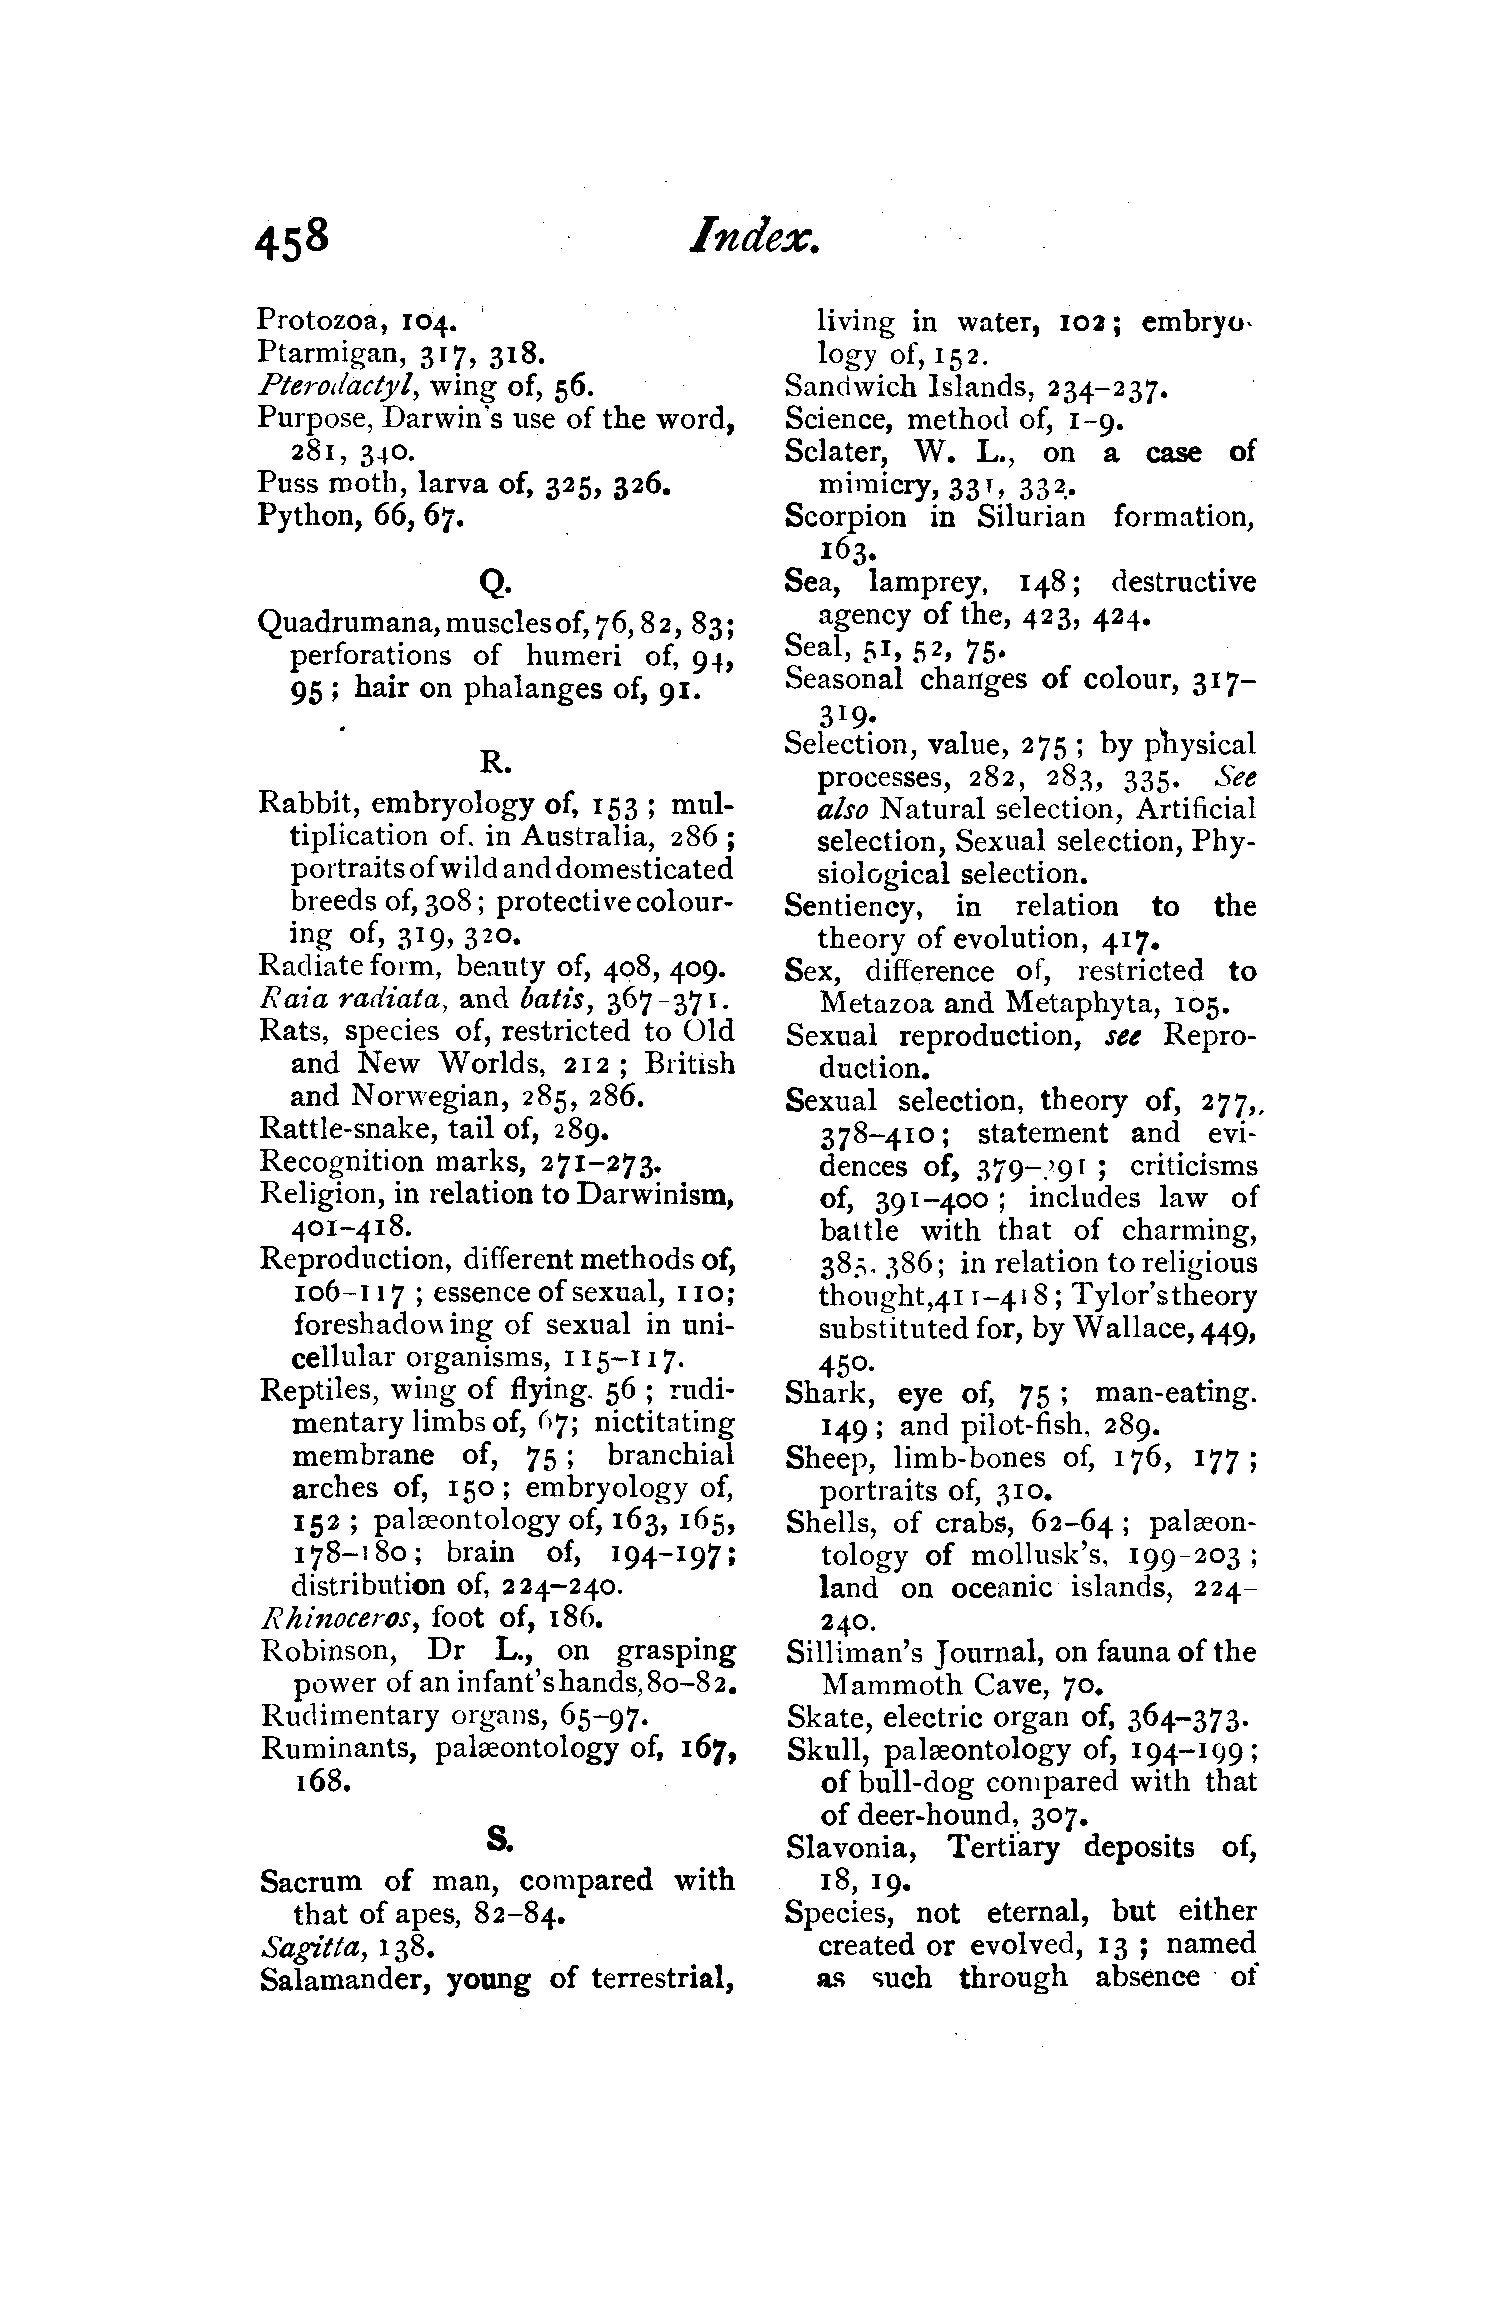 458
Index.
Protozoa, 104.
Ptarmigan, 317, 318.
Pterodactyl, wing of, 56.
Purpose, Darwin's use of the word,
281, 340.
Puss moth, larva of, 325, 326.
Python, 66, 67.
Q.
Quadrumana, muscles of, 76, 82, 83;
perforations of humeri of, 94,
95; hair on phalanges of, 91.
R.
Rabbit, embryology of, 153; mul-
tiplication of, in Australia, 286;
portraits of wild and domesticated
breeds of, 308; protective colour-
ing of, 319, 320.
Radiate form, beauty of, 408, 409.
Raia radiata, and batis, 367-371.
Rats, species of, restricted to Old
and New Worlds, 212; British
and Norwegian, 285, 286.
Rattle-snake, tail of, 289.
Recognition marks, 271–273.
Religion, in relation to Darwinism,
401-418.
Reproduction, different methods of,
106-117; essence of sexual, 110;
foreshadowing of sexual in uni-
cellular organisms, 115-117.
Reptiles, wing of flying, 56; rudi-
mentary limbs of, 67; nictitating
membrane of, 75; branchial
arches of, 150; embryology of,
152; palæontology of, 163, 165,
178-180; brain of, 194-197;
distribution of, 224-240.
Rhinoceros, foot of, 186.
Robinson, Dr L., on grasping
power of an infant's hands, 80-82.
Rudimentary organs, 65-97.
Ruminants, palæontology of, 167,
168.
S.
Sacrum of man, compared with
that of apes, 82-84.
Sagitta, 138.
Salamander, young of terrestrial,
living in water, 102; embryo-
logy of, 152.
Sandwich Islands, 234-237.
Science, method of, 1-9.
Sclater, W. L., on a case of
mimicry, 331, 332.
Scorpion in Silurian formation,
163.
Sea, lamprey, 148; destructive
agency of the, 423, 424.
Seal, 51, 52, 75.
Seasonal changes of colour, 317-
319.
Selection, value, 275; by physical
processes, 282, 283, 335. See
also Natural selection, Artificial
selection, Sexual selection, Phy-
siological selection.
Sentiency, in relation to the
theory of evolution, 417.
Sex, difference of, restricted to
Metazoa and Metaphyta, 105.
Sexual reproduction, see Repro-
duction.
Sexual selection, theory of, 277,
378-410; statement and evi-
dences of, 379-391; criticisms
of, 391-400; includes law of
battle with that of charming,
385, 386; in relation to religious
thought, 411-418; Tylor's theory
substituted for, by Wallace, 449,
450.
Shark, eye of, 75; man-eating.
149; and pilot-fish, 289.
Sheep, limb-bones of, 176, 177;
portraits of, 310.
Shells, of crabs, 62-64; palæon-
tology of mollusk's, 199-203;
land on oceanic islands, 224-
240.
Silliman's Journal, on fauna of the
Mammoth Cave, 70.
Skate, electric organ of, 364-373.
Skull, palæontology of, 194-199;
of bull-dog compared with that
of deer-hound, 307.
Slavonia, Tertiary deposits of,
18, 19.
Species, not eternal, but either
created or evolved, 13; named
as such through absence of